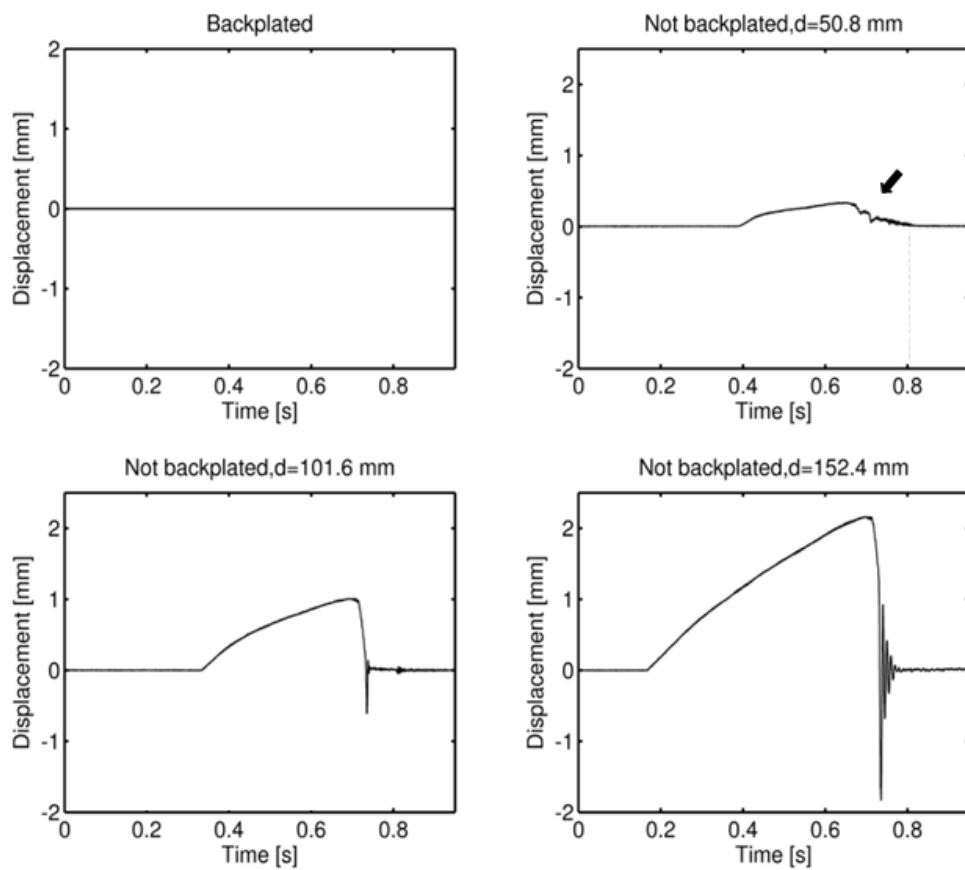 Backplated
Displacement [mm]
2
1
0
-1
-2
0 0.2 0.4 0.6 0.8
Time [s]
Not backplated,d=50.8 mm
Displacement [mm]
2
1
0
-1
-2
0 0.2 0.4 0.6 0.8
Time [s]
Not backplated,d=101.6 mm
Displacement [mm]
2
1
0
-1
-2
0 0.2 0.4 0.6 0.8
Time [s]
Not backplated,d=152.4 mm
Displacement [mm]
2
1
0
-1
-2
0 0.2 0.4 0.6 0.8
Time [s]